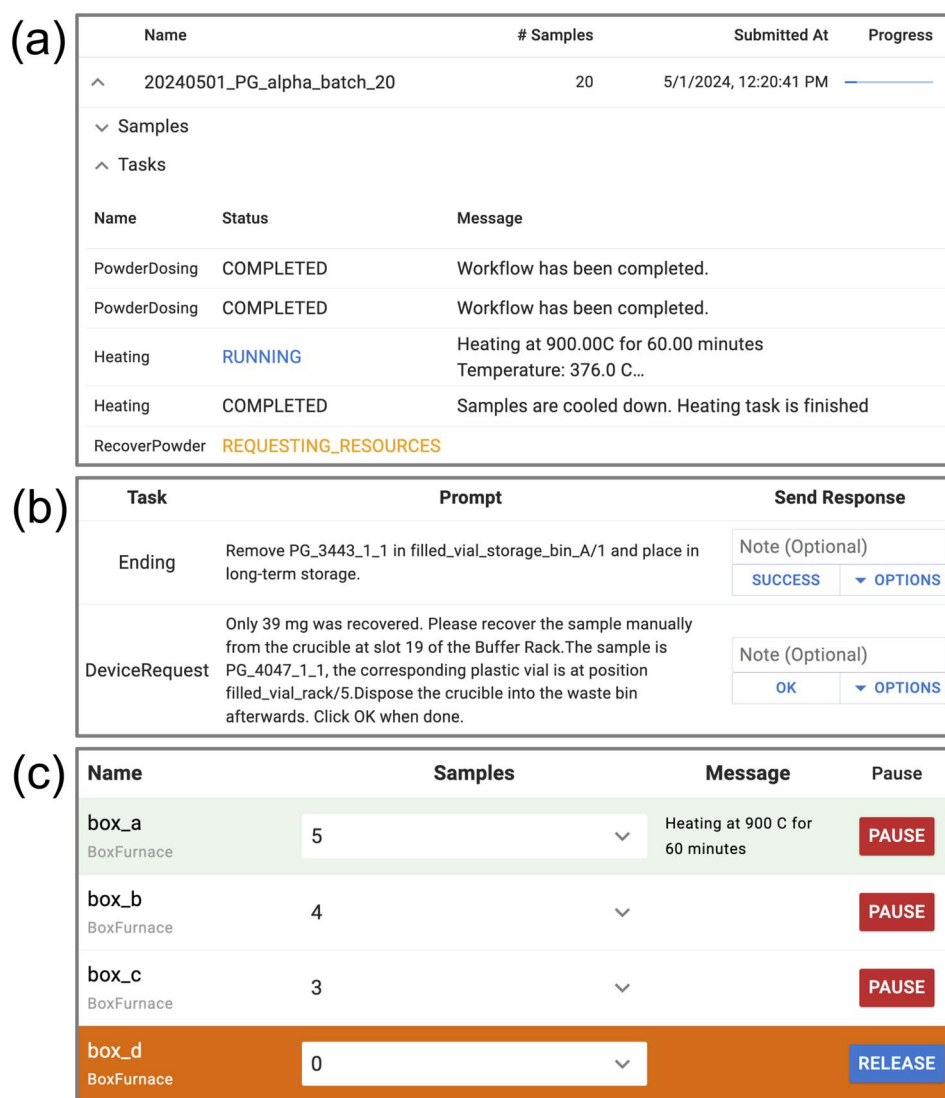 (a)
Name # Samples Submitted At Progress
20240501_PG_alpha_batch_20 20 5/1/2024, 12:20:41 PM
Samples
Tasks
Name Status Message
PowderDosing COMPLETED Workflow has been completed.
PowderDosing COMPLETED Workflow has been completed.
Heating RUNNING Heating at 900.00C for 60.00 minutes
Temperature: 376.0 C...
Heating COMPLETED Samples are cooled down. Heating task is finished
RecoverPowder REQUESTING_RESOURCES
(b)
Task Prompt Send Response
Ending
Remove PG_3443_1_1 in filled_vial_storage_bin_A/1 and place in
long-term storage.
Note (Optional)
SUCCESS OPTIONS
DeviceRequest
Only 39 mg was recovered. Please recover the sample manually
from the crucible at slot 19 of the Buffer Rack.The sample is
PG_4047_1_1, the corresponding plastic vial is at position
filled_vial_rack/5.Dispose the crucible into the waste bin
afterwards. Click OK when done.
Note (Optional)
OK OPTIONS
(c)
Name Samples Message Pause
box_a
BoxFurnace
5
Heating at 900 C for
60 minutes
PAUSE
box_b
BoxFurnace
4
PAUSE
box_c
BoxFurnace
3
PAUSE
box_d
BoxFurnace
0
RELEASE